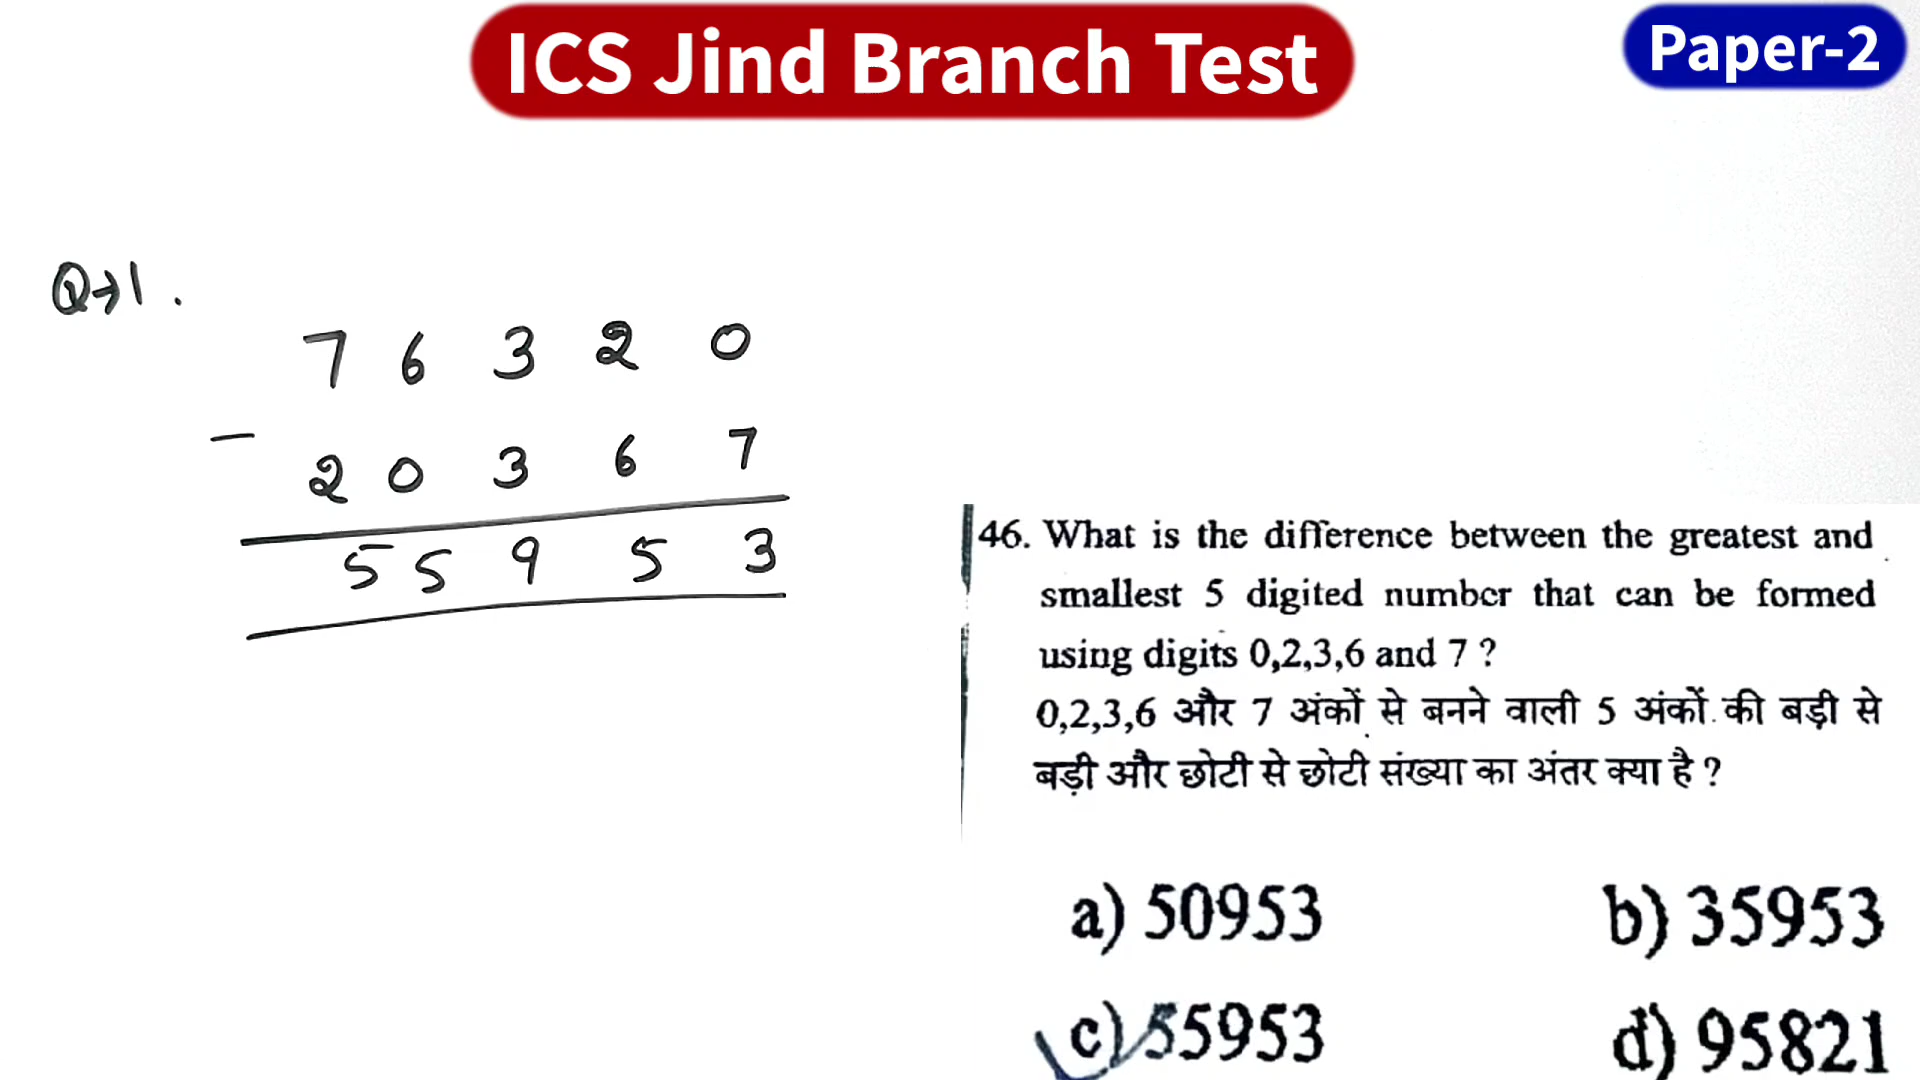 ICS Jind Branch Test
Paper-2
Q→1.
7 6 3 2 0
- 2 0 3 6 7
5 5 9 5 3
46. What is the difference between the greatest and
smallest 5 digited number that can be formed
using digits 0,2,3,6 and 7 ?
0,2,3,6 और 7 अंकों से बनने वाली 5 अंकों की बड़ी से
बड़ी और छोटी से छोटी संख्या का अंतर क्या है ?
a) 50953
b) 35953
c) 55953
d) 95821